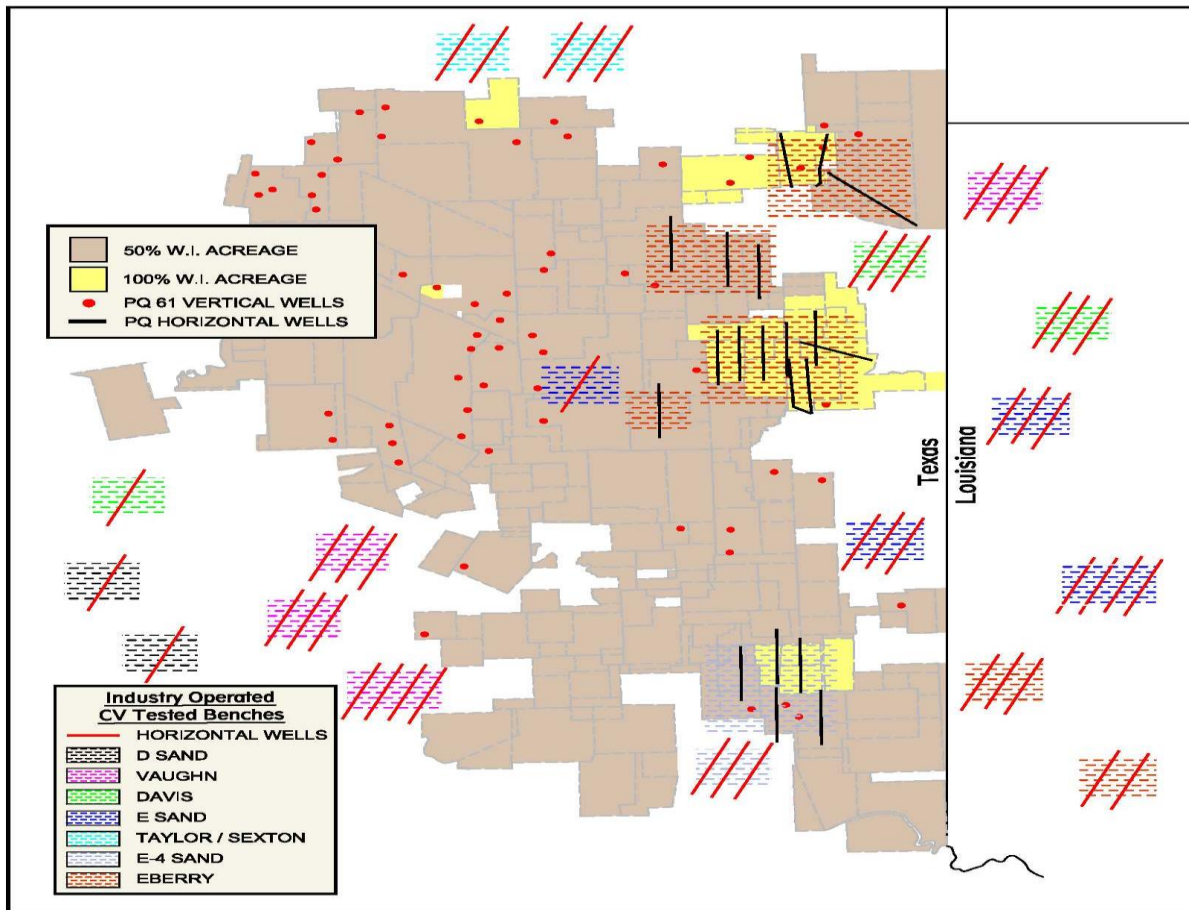 50% W.I. ACREAGE
100% W.I. ACREAGE
PQ 61 VERTICAL WELLS
PQ HORIZONTAL WELLS
Texas
Louisiana
Industry Operated
CV Tested Benches
HORIZONTAL WELLS
D SAND
VAUGHN
DAVIS
E SAND
TAYLOR / SEXTON
E-4 SAND
EBERRY